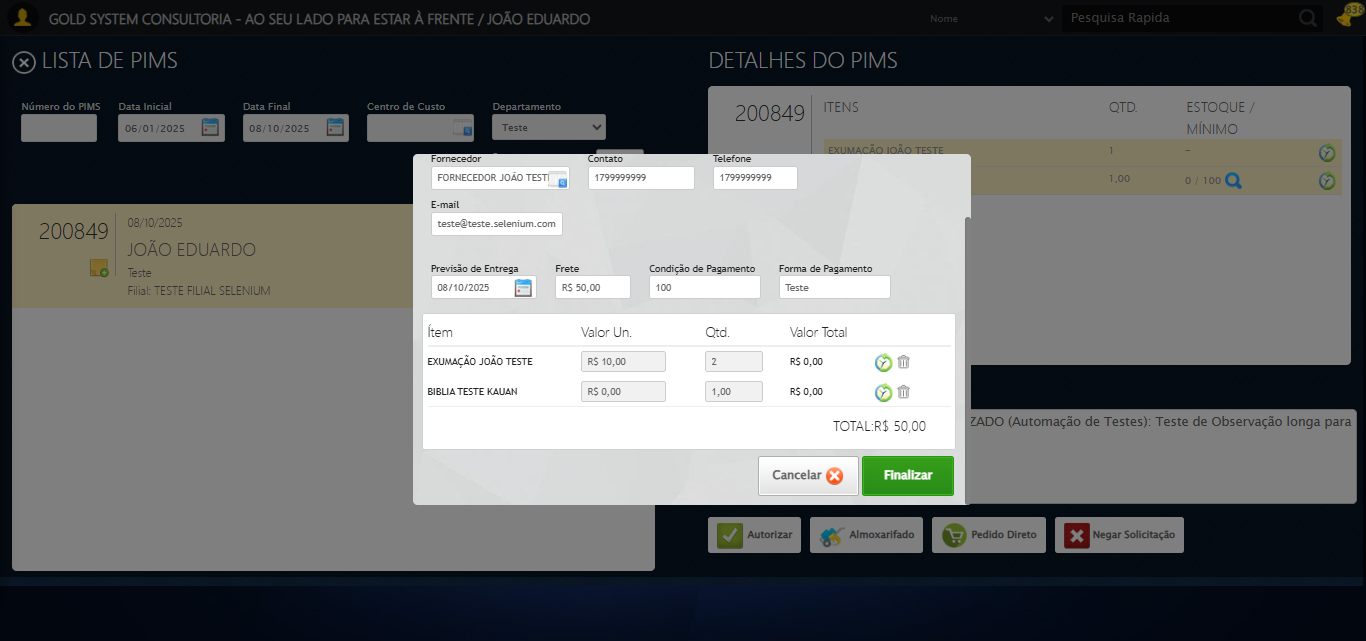 GOLD SYSTEM CONSULTORIA - AO SEU LADO PARA ESTAR À FRENTE / JOÃO EDUARDO
Nome
Pesquisa Rapida
838
LISTA DE PIMS
Número do PIMS Data Inicial Data Final Centro de Custo Departamento
06/01/2025 08/10/2025 Teste
200849
08/10/2025
JOÃO EDUARDO
Teste
Filial: TESTE FILIAL SELENIUM
DETALHES DO PIMS
200849
ITENS QTD. ESTOQUE /
MÍNIMO
EXUMAÇÃO JOÃO TESTE 1 -
1,00 0 / 100
Fornecedor Contato Telefone
FORNECEDOR JOÃO TEST 1799999999 1799999999
E-mail
teste@teste.selenium.com
Previsão de Entrega Frete Condição de Pagamento Forma de Pagamento
08/10/2025 R$ 50,00 100 Teste
Ítem Valor Un. Qtd. Valor Total
EXUMAÇÃO JOÃO TESTE R$ 10,00 2 R$ 0,00
BIBLIA TESTE KAUAN R$ 0,00 1,00 R$ 0,00
TOTAL:R$ 50,00
Cancelar Finalizar
ZADO (Automação de Testes): Teste de Observação longa para
Autorizar Almoxarifado Pedido Direto Negar Solicitação